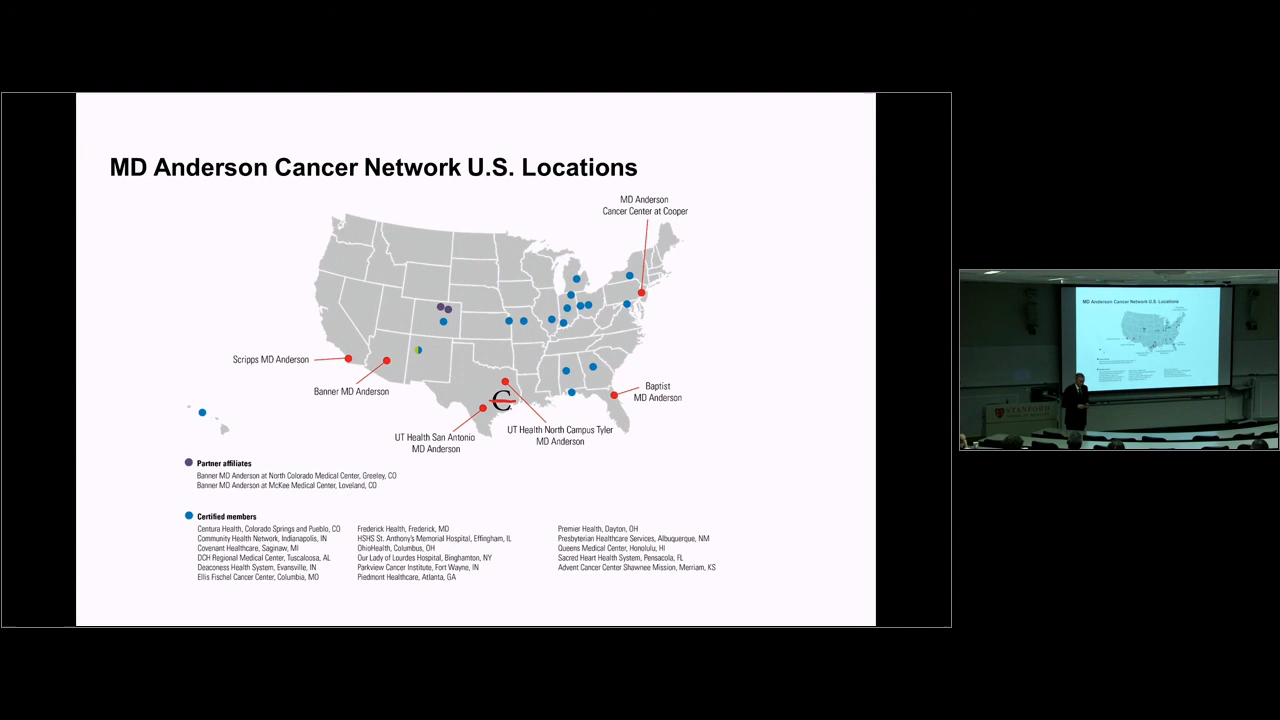 MD Anderson Cancer Network U.S. Locations
MD Anderson
Cancer Center at Cooper
Scripps MD Anderson
Banner MD Anderson
Baptist
MD Anderson
C
UT Health San Antonio
MD Anderson
UT Health North Campus Tyler
MD Anderson
Partner affiliates
Banner MD Anderson at North Colorado Medical Center, Greeley, CO
Banner MD Anderson at McKee Medical Center, Loveland, CO
Certified members
Centura Health, Colorado Springs and Pueblo, CO
Community Health Network, Indianapolis, IN
Covenant Healthcare, Saginaw, MI
DCH Regional Medical Center, Tuscaloosa, AL
Deaconess Health System, Evansville, IN
Ellis Fischel Cancer Center, Columbia, MO
Frederick Health, Frederick, MD
HSHS St. Anthony's Memorial Hospital, Effingham, IL
OhioHealth, Columbus, OH
Our Lady of Lourdes Hospital, Binghamton, NY
Parkview Cancer Institute, Fort Wayne, IN
Piedmont Healthcare, Atlanta, GA
Premier Health, Dayton, OH
Presbyterian Healthcare Services, Albuquerque, NM
Queens Medical Center, Honolulu, HI
Sacred Heart Health System, Pensacola, FL
Advent Cancer Center Shawnee Mission, Merriam, KS
MD Anderson Cancer Network U.S. Locations
STANFORD